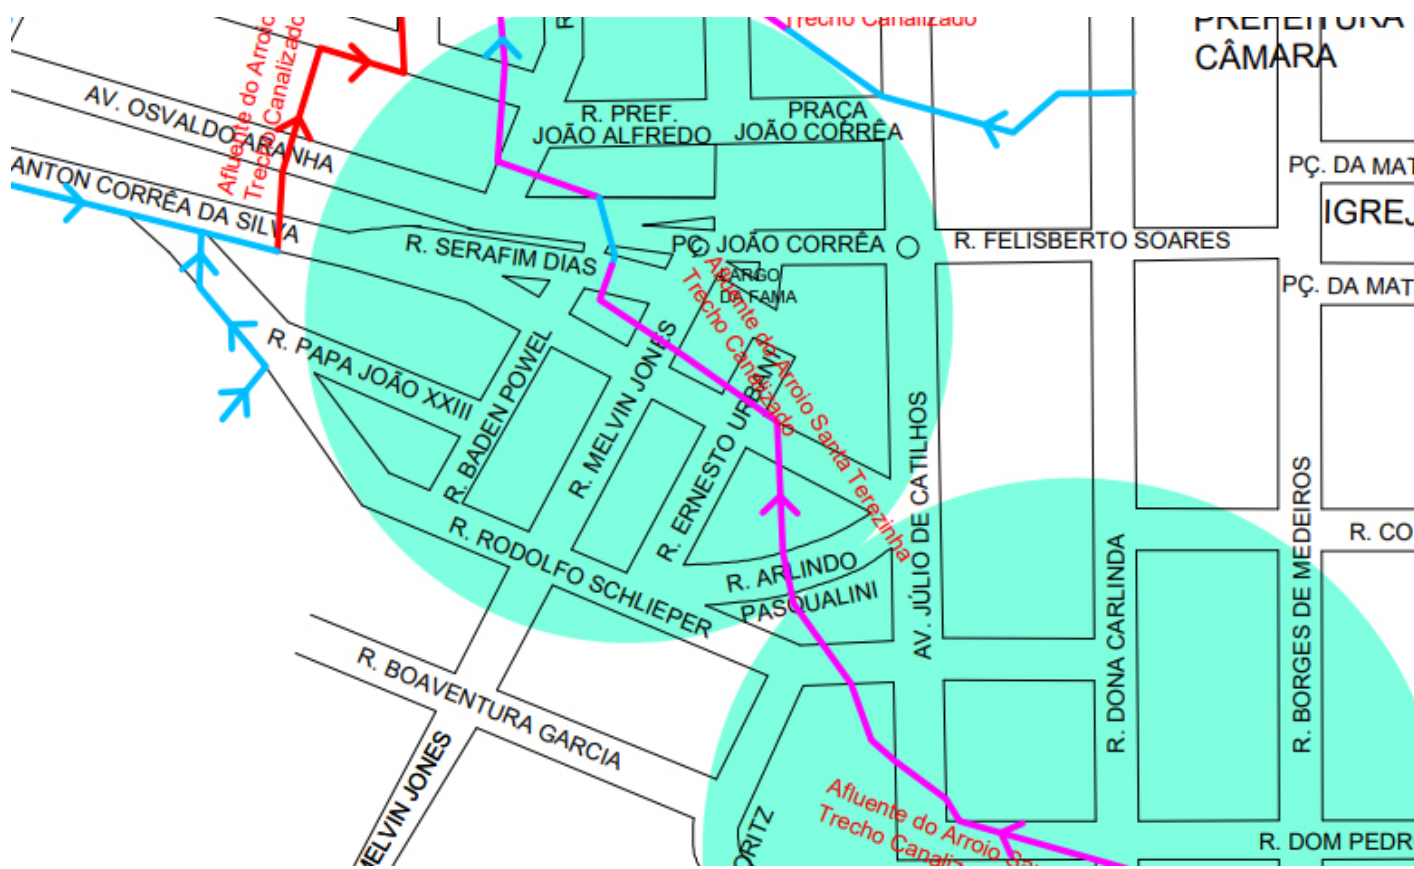 Trecho Canalizado
PREFEITURA
CÂMARA
Afluente do Arroio
Trecho Canalizado
AV. OSVALDO ARANHA
R. PREF.
JOÃO ALFREDO
PRAÇA
JOÃO CORRÊA
ANTON CORRÊA DA SILVA
PÇ. DA MAT
IGREJ
R. SERAFIM DIAS
PÇ. JOÃO CORRÊA
R. FELISBERTO SOARES
LARGO
DA FAMA
PÇ. DA MAT
Afluente do Arroio Santa Terezinha
Trecho Canalizado
R. PAPA JOÃO XXIII
R. BADEN POWEL
R. MELVIN JONES
R. ERNESTO URBANI
AV. JÚLIO DE CATILHOS
R. DONA CARLINDA
R. BORGES DE MEDEIROS
R. CO
R. RODOLFO SCHLIEPER
R. ARLINDO
PASQUALINI
R. BOAVENTURA GARCIA
MELVIN JONES
ORITZ
Afluente do Arroio Sa
Trecho Canaliz
R. DOM PEDR